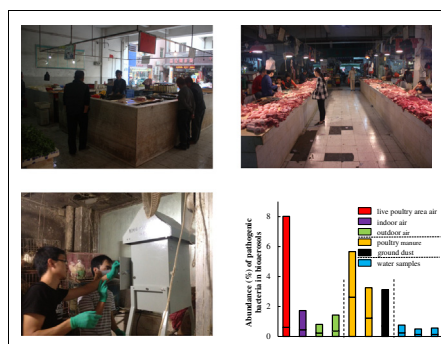 Abundance (%) of pathogenic
bacteria in bioaerosols
8
6
4
2
0
live poultry area air
indoor air
outdoor air
poultry manure
ground dust
water samples